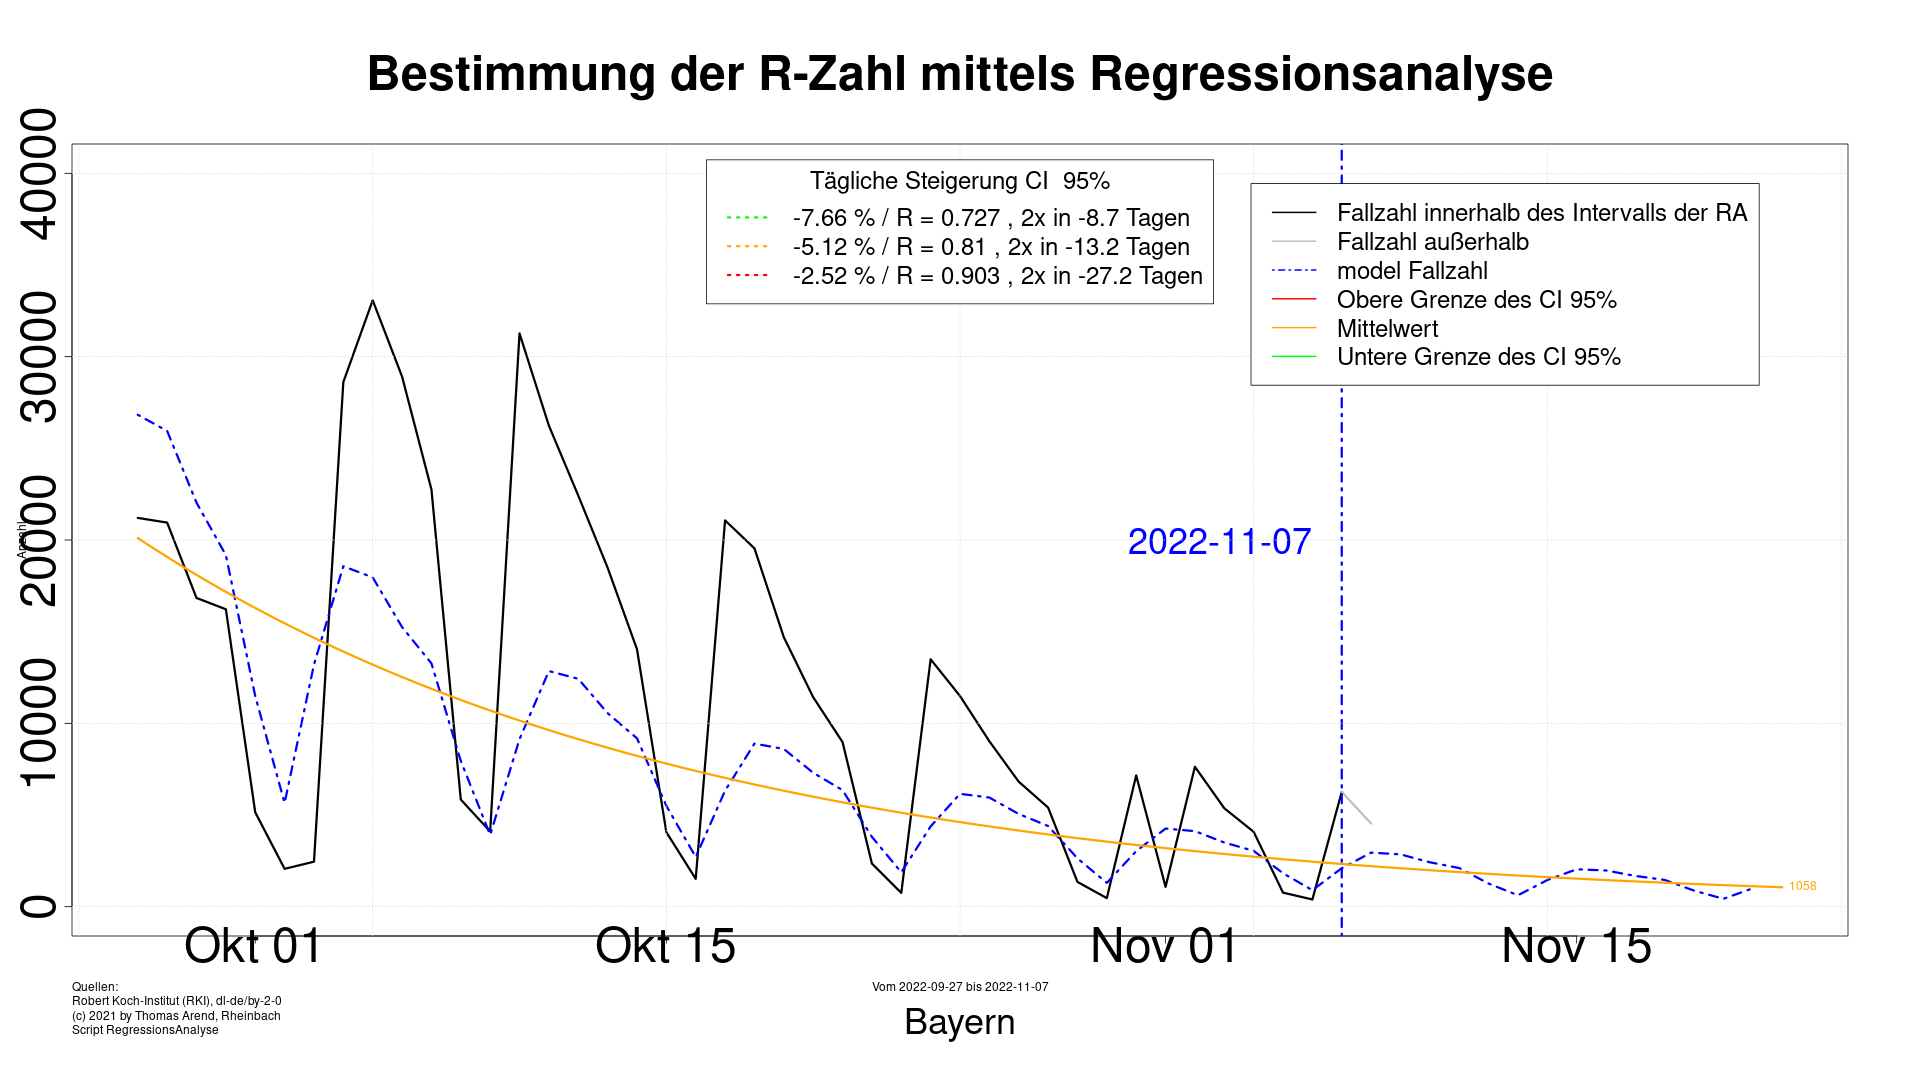 Bestimmung der R-Zahl mittels Regressionsanalyse
40000
30000
20000
10000
0
Anzahl
Tägliche Steigerung CI  95%
-7.66 % / R = 0.727 , 2x in -8.7 Tagen
-5.12 % / R = 0.81 , 2x in -13.2 Tagen
-2.52 % / R = 0.903 , 2x in -27.2 Tagen
Fallzahl innerhalb des Intervalls der RA
Fallzahl außerhalb
model Fallzahl
Obere Grenze des CI 95%
Mittelwert
Untere Grenze des CI 95%
2022-11-07
1058
Okt 01
Okt 15
Nov 01
Nov 15
Quellen:
Robert Koch-Institut (RKI), dl-de/by-2-0
(c) 2021 by Thomas Arend, Rheinbach
Script RegressionsAnalyse
Vom 2022-09-27 bis 2022-11-07
Bayern